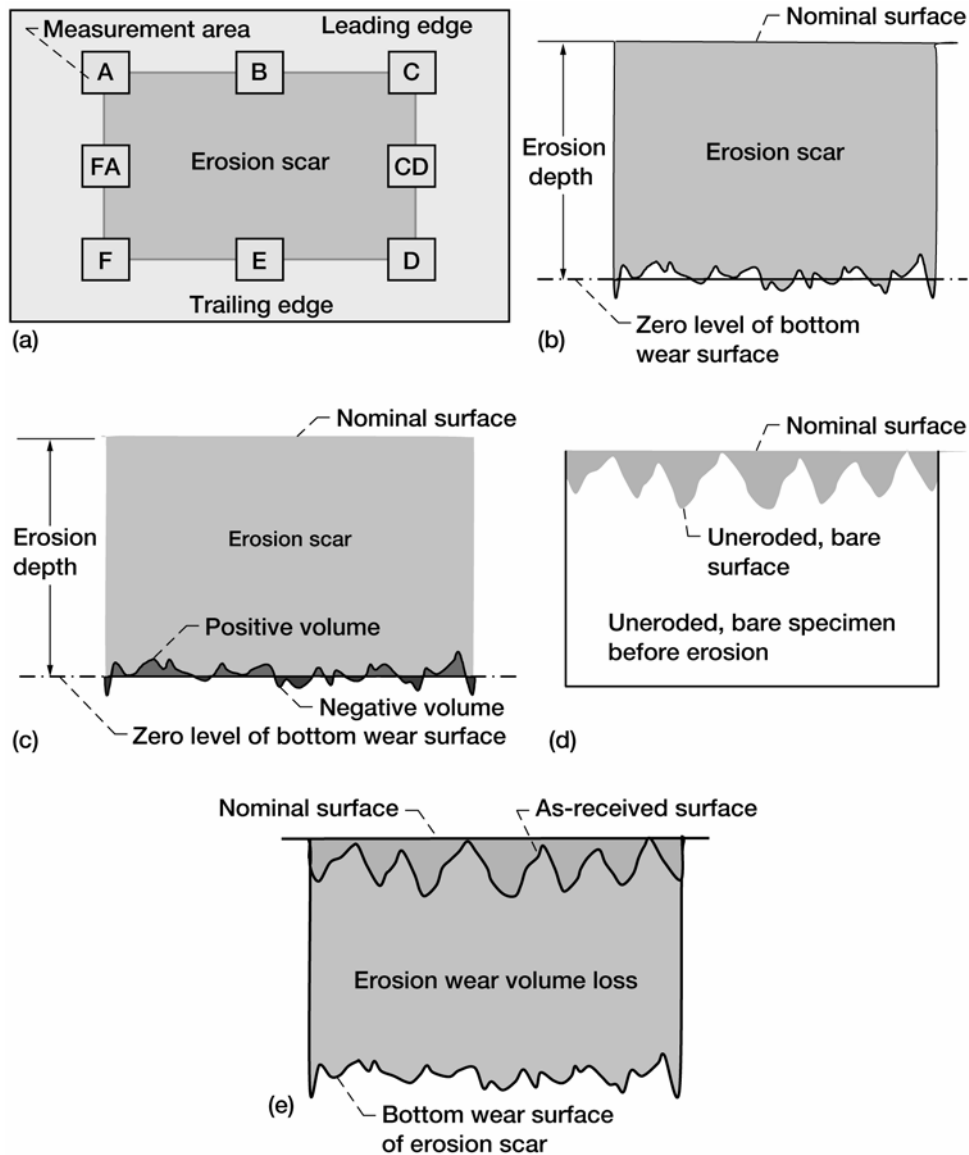 Measurement area
Leading edge
A
B
C
FA
Erosion scar
CD
F
E
D
Trailing edge
(a)
Nominal surface
Erosion
depth
Erosion scar
Zero level of bottom
wear surface
(b)
Nominal surface
Erosion
depth
Erosion scar
Positive volume
Negative volume
Zero level of bottom wear surface
(c)
Nominal surface
Uneroded, bare
surface
Uneroded, bare specimen
before erosion
(d)
Nominal surface
As-received surface
Erosion wear volume loss
(e)
Bottom wear surface
of erosion scar